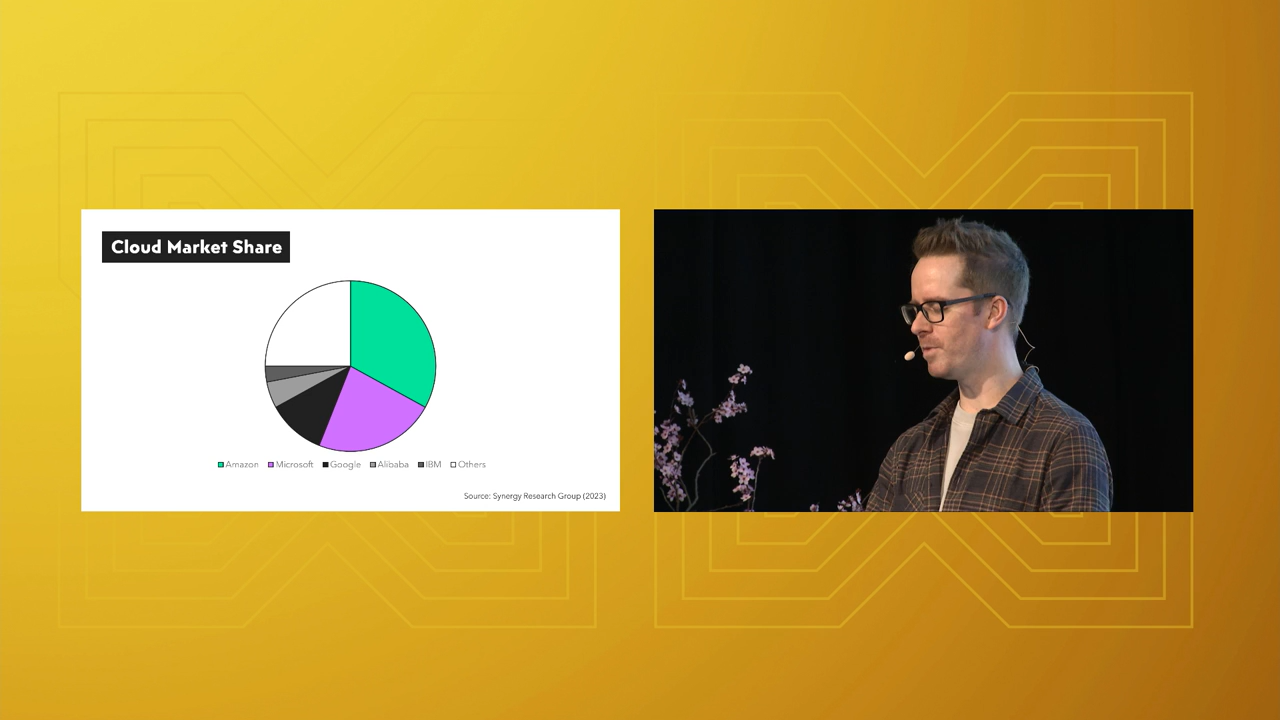 Cloud Market Share
Amazon Microsoft Google Alibaba IBM Others
Source: Synergy Research Group (2023)